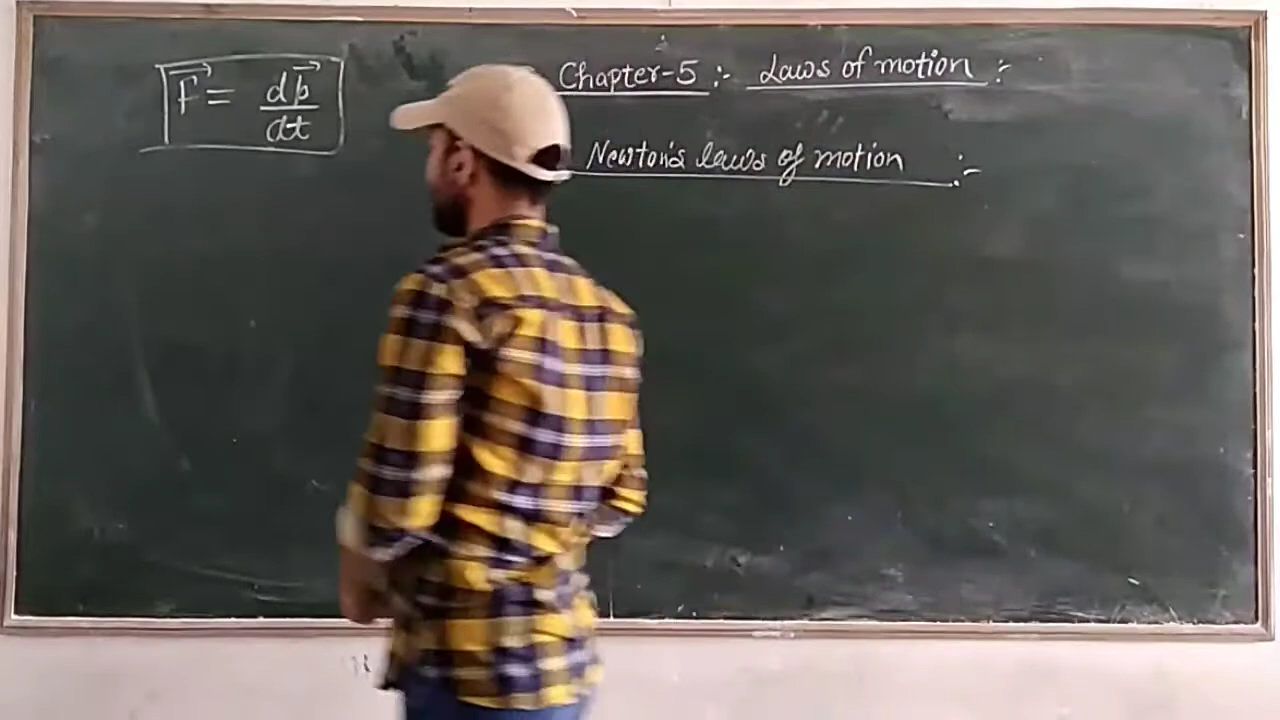 F⃗ = dp⃗/dt
Chapter-5 :- Laws of motion :-
Newton's laws of motion :-